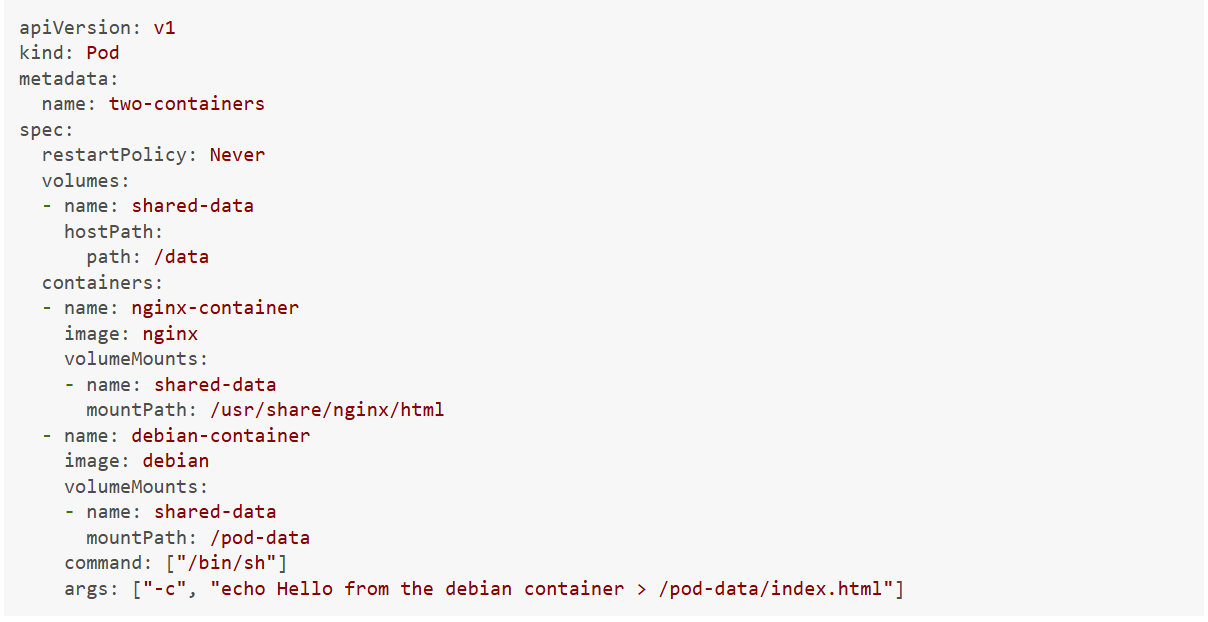 apiVersion: v1
kind: Pod
metadata:
  name: two-containers
spec:
  restartPolicy: Never
  volumes:
  - name: shared-data
    hostPath:
      path: /data
  containers:
  - name: nginx-container
    image: nginx
    volumeMounts:
    - name: shared-data
      mountPath: /usr/share/nginx/html
  - name: debian-container
    image: debian
    volumeMounts:
    - name: shared-data
      mountPath: /pod-data
    command: ["/bin/sh"]
    args: ["-c", "echo Hello from the debian container > /pod-data/index.html"]